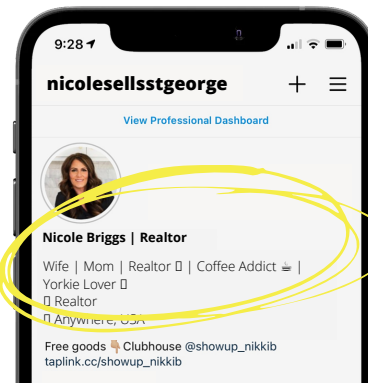 9:28
nicolesellsstgeorge
View Professional Dashboard
Nicole Briggs | Realtor
Wife | Mom | Realtor ▯ | Coffee Addict ☕ |
Yorkie Lover ▯
▯ Realtor
▯ Anywhere, USA
Free goods 👇🏼 Clubhouse @showup_nikkib
taplink.cc/showup_nikkib